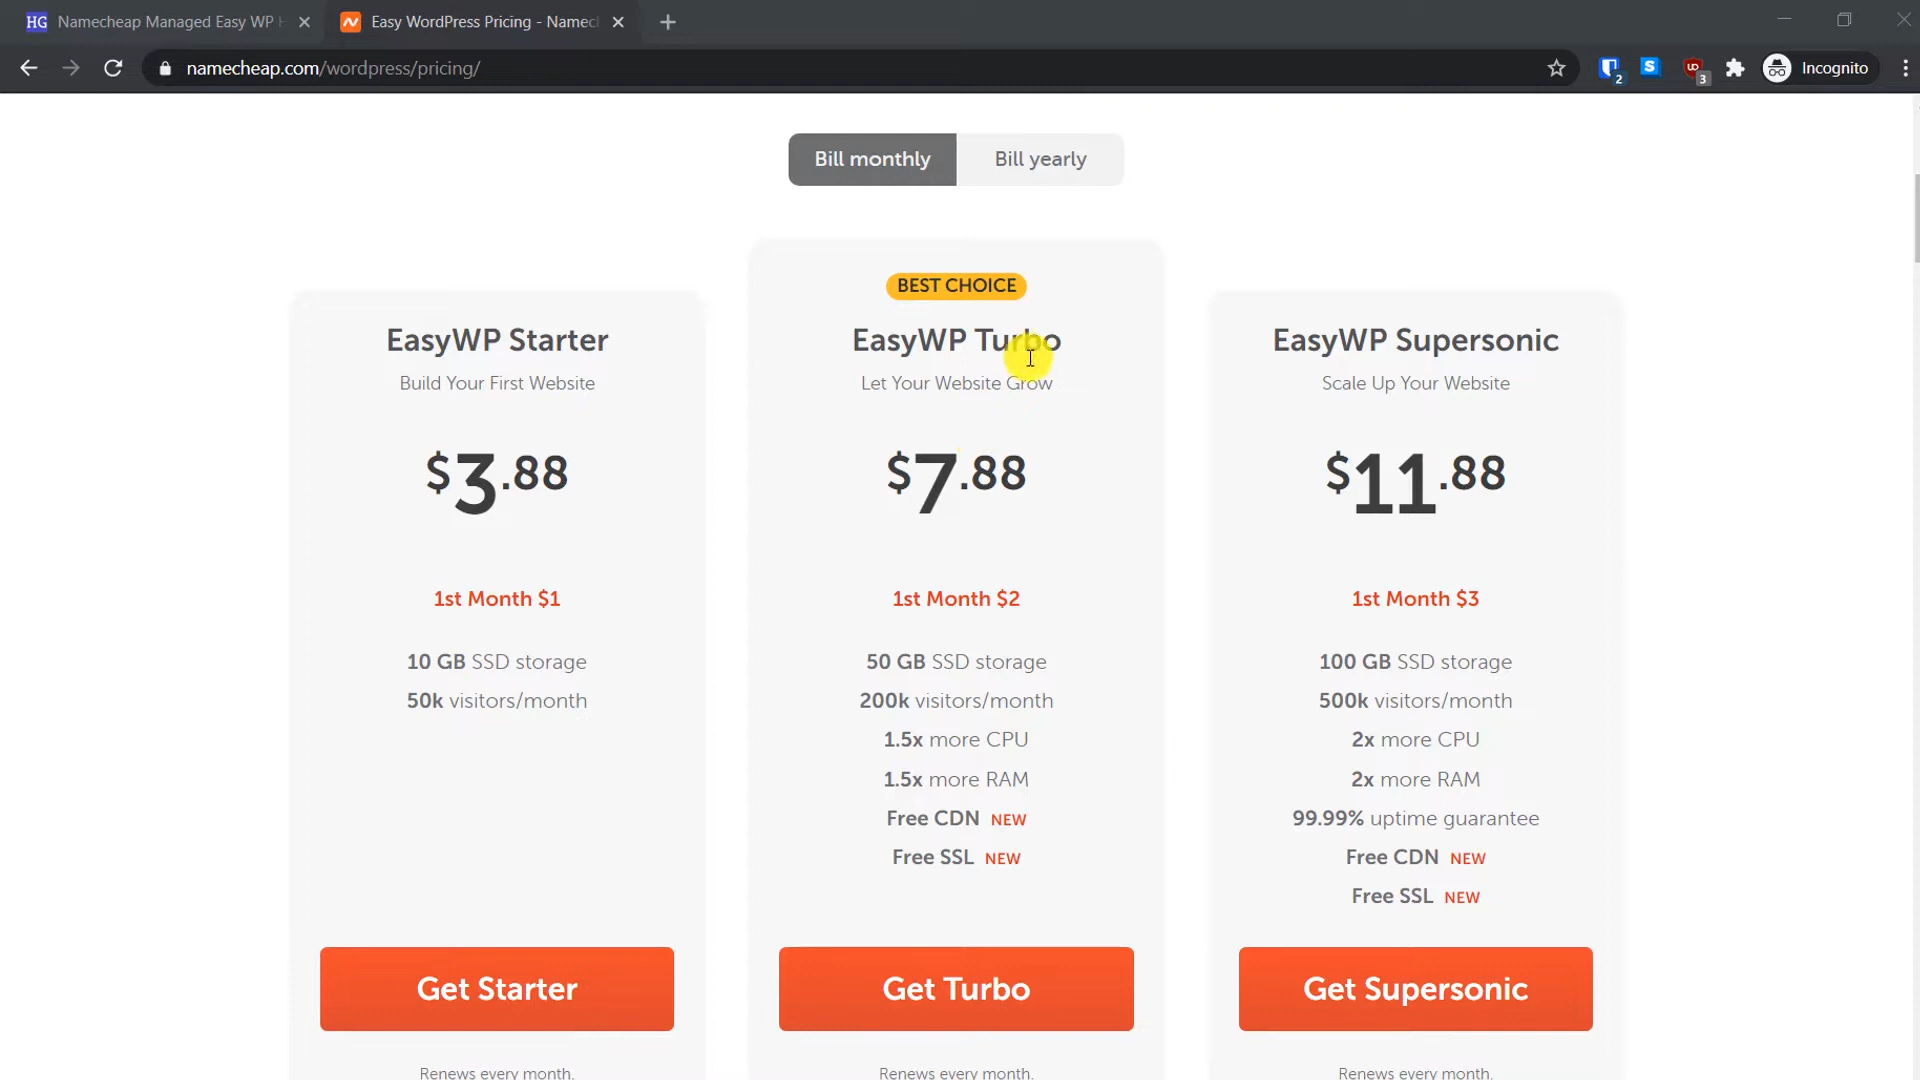 HG Namecheap Managed Easy WP H
Easy WordPress Pricing - Namec
namecheap.com/wordpress/pricing/
2
S
3
Incognito
Bill monthly
Bill yearly
EasyWP Starter
Build Your First Website
$3.88
1st Month $1
10 GB SSD storage
50k visitors/month
Get Starter
Renews every month.
BEST CHOICE
EasyWP Turbo
Let Your Website Grow
$7.88
1st Month $2
50 GB SSD storage
200k visitors/month
1.5x more CPU
1.5x more RAM
Free CDN NEW
Free SSL NEW
Get Turbo
Renews every month.
EasyWP Supersonic
Scale Up Your Website
$11.88
1st Month $3
100 GB SSD storage
500k visitors/month
2x more CPU
2x more RAM
99.99% uptime guarantee
Free CDN NEW
Free SSL NEW
Get Supersonic
Renews every month.